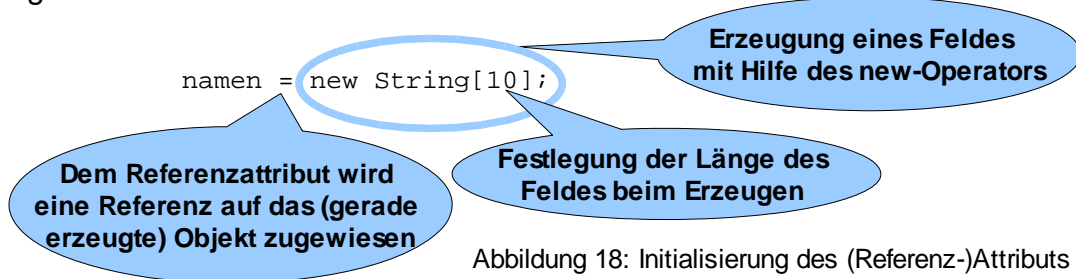 Erzeugung eines Feldes
mit Hilfe des new-Operators
namen = new String[10];
Festlegung der Länge des
Feldes beim Erzeugen
Dem Referenzattribut wird
eine Referenz auf das (gerade
erzeugte) Objekt zugewiesen
Abbildung 18: Initialisierung des (Referenz-)Attributs